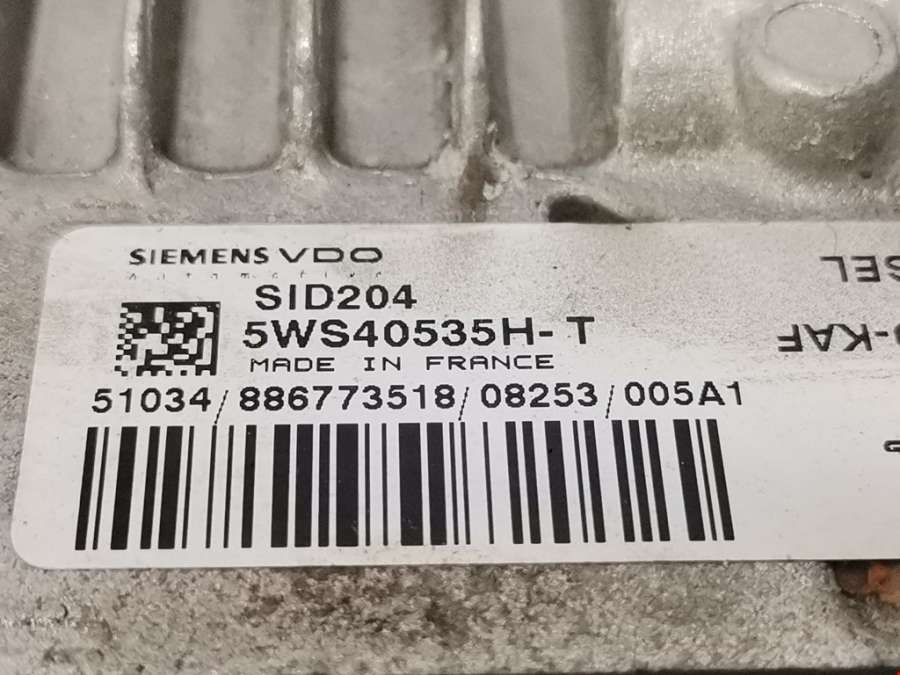 SIEMENS VDO
Automotive
SID204
5WS40535H-T
MADE IN FRANCE
51034/886773518/08253/005A1
SEL
-KAF